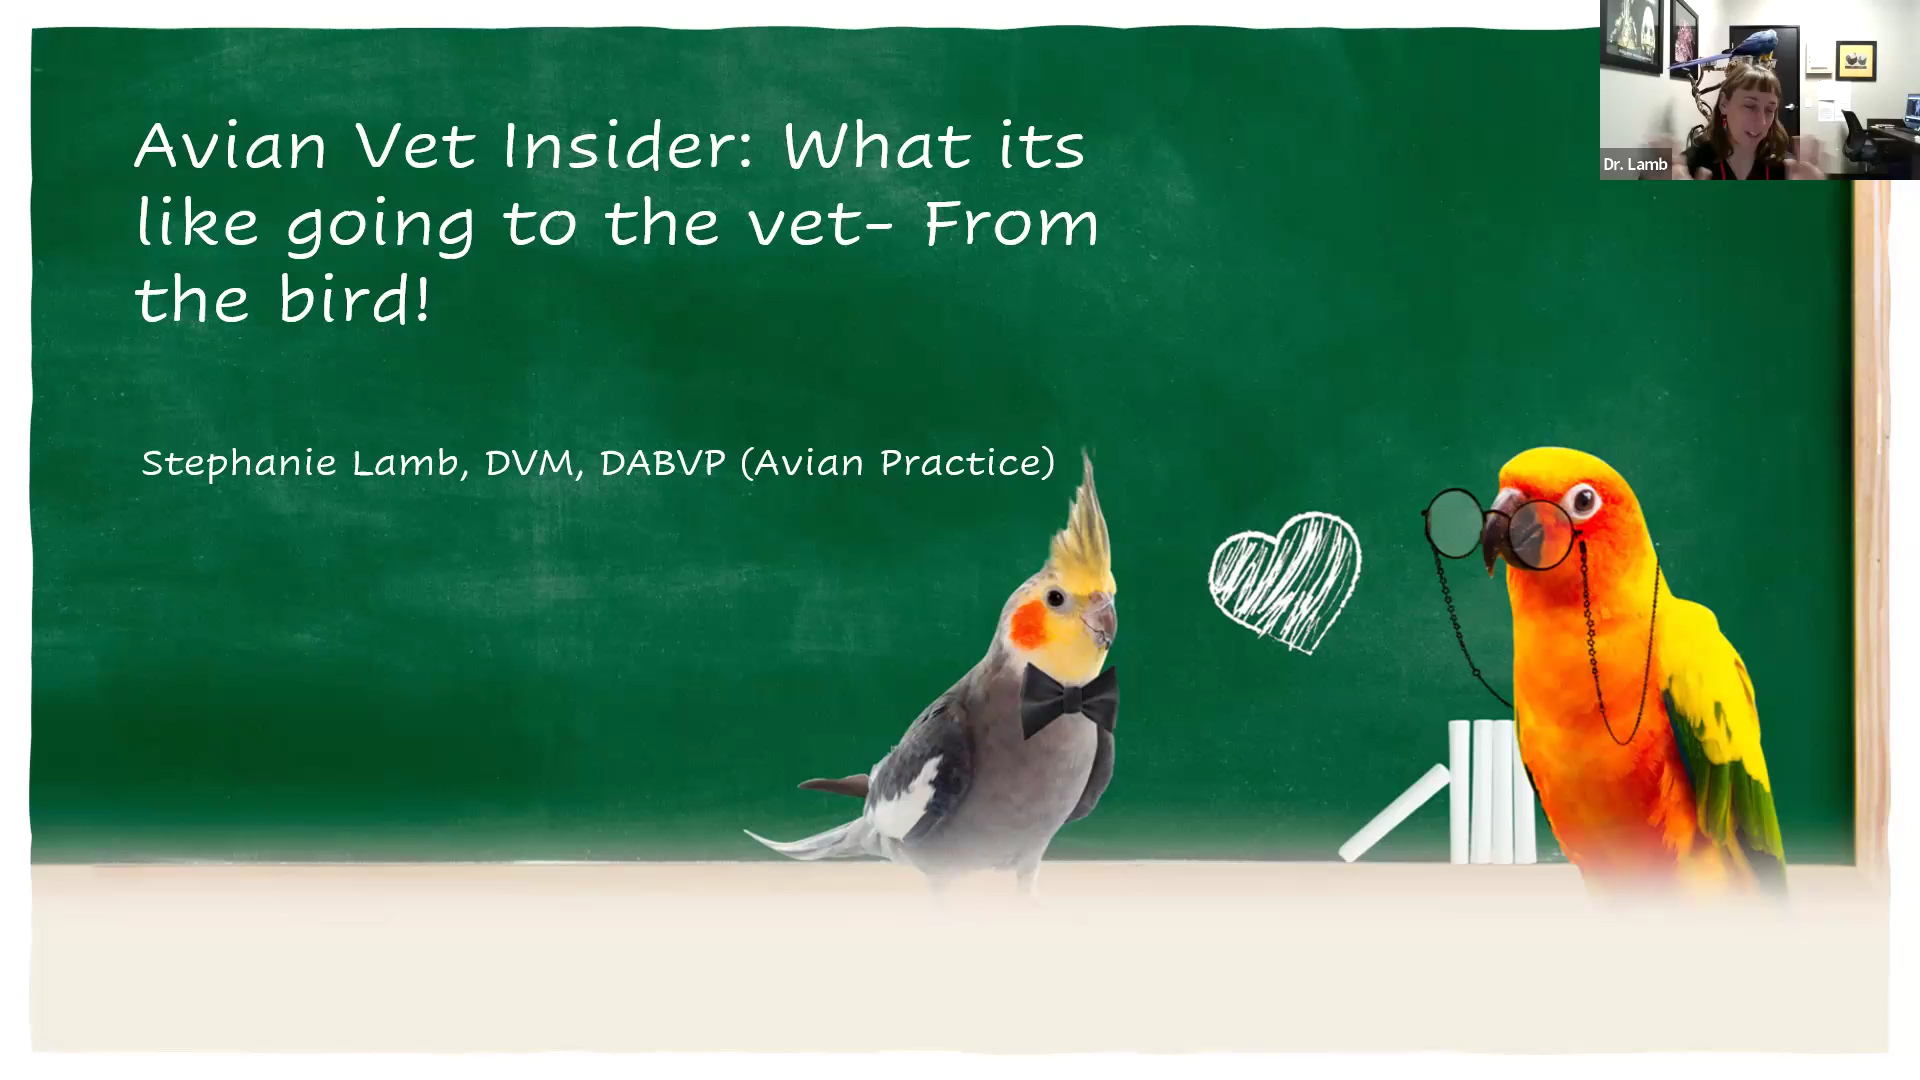 Avian Vet Insider: What its
like going to the vet- From
the bird!
Stephanie Lamb, DVM, DABVP (Avian Practice)
Dr. Lamb